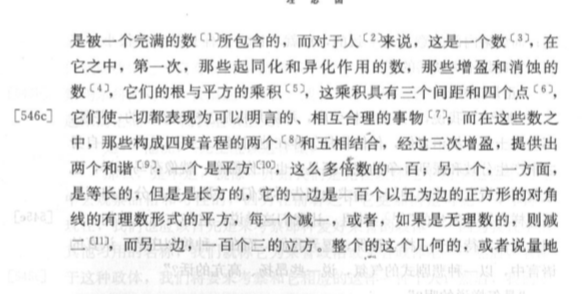 理 想 国
是被一个完满的数〔1〕所包含的，而对于人〔2〕来说，这是一个数〔3〕，在
它之中，第一次，那些起同化和异化作用的数，那些增盈和消蚀的
数〔4〕，它们的根与平方的乘积〔5〕，这乘积具有三个间距和四个点〔6〕，
[546c] 它们使一切都表现为可以明言的、相互合理的事物〔7〕，而在这些数之
中，那些构成四度音程的两个〔8〕和五相结合，经过三次增盈，提供出
两个和谐〔9〕，一个是平方〔10〕，这么多倍数的一百；另一个，一方面，
是等长的，但是是长方的，它的一边是一百个以五为边的正方形的对角
线的有理数形式的平方，每一个减一，或者，如果是无理数的，则减
二〔11〕，而另一边，一百个三的立方。整个的这个几何的，或者说量地